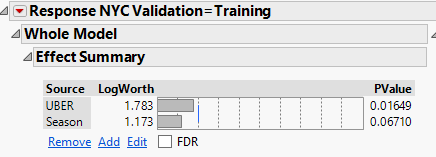 Response NYC Validation=Training
Whole Model
Effect Summary
Source LogWorth PValue
UBER 1.783 0.01649
Season 1.173 0.06710
Remove Add Edit FDR